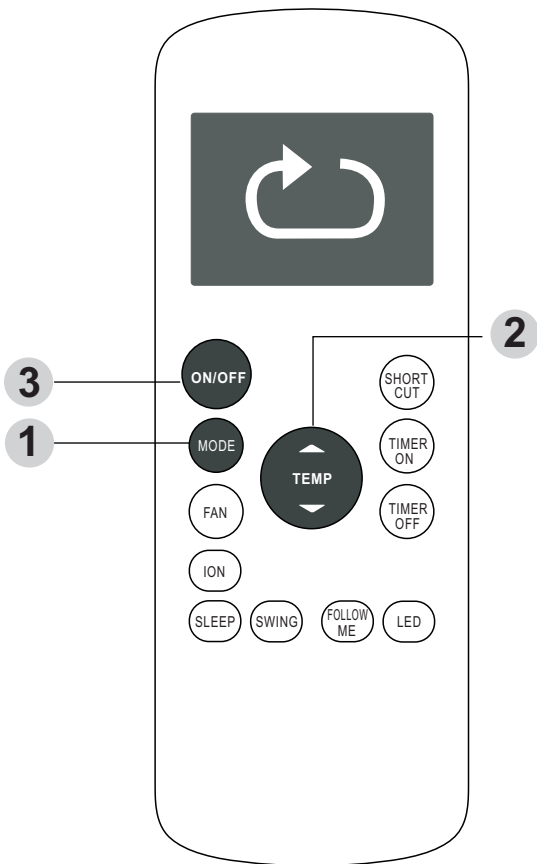 2
3
ON/OFF
SHORT
CUT
1
MODE
TEMP
TIMER
ON
FAN
TIMER
OFF
ION
SLEEP
SWING
FOLLOW
ME
LED